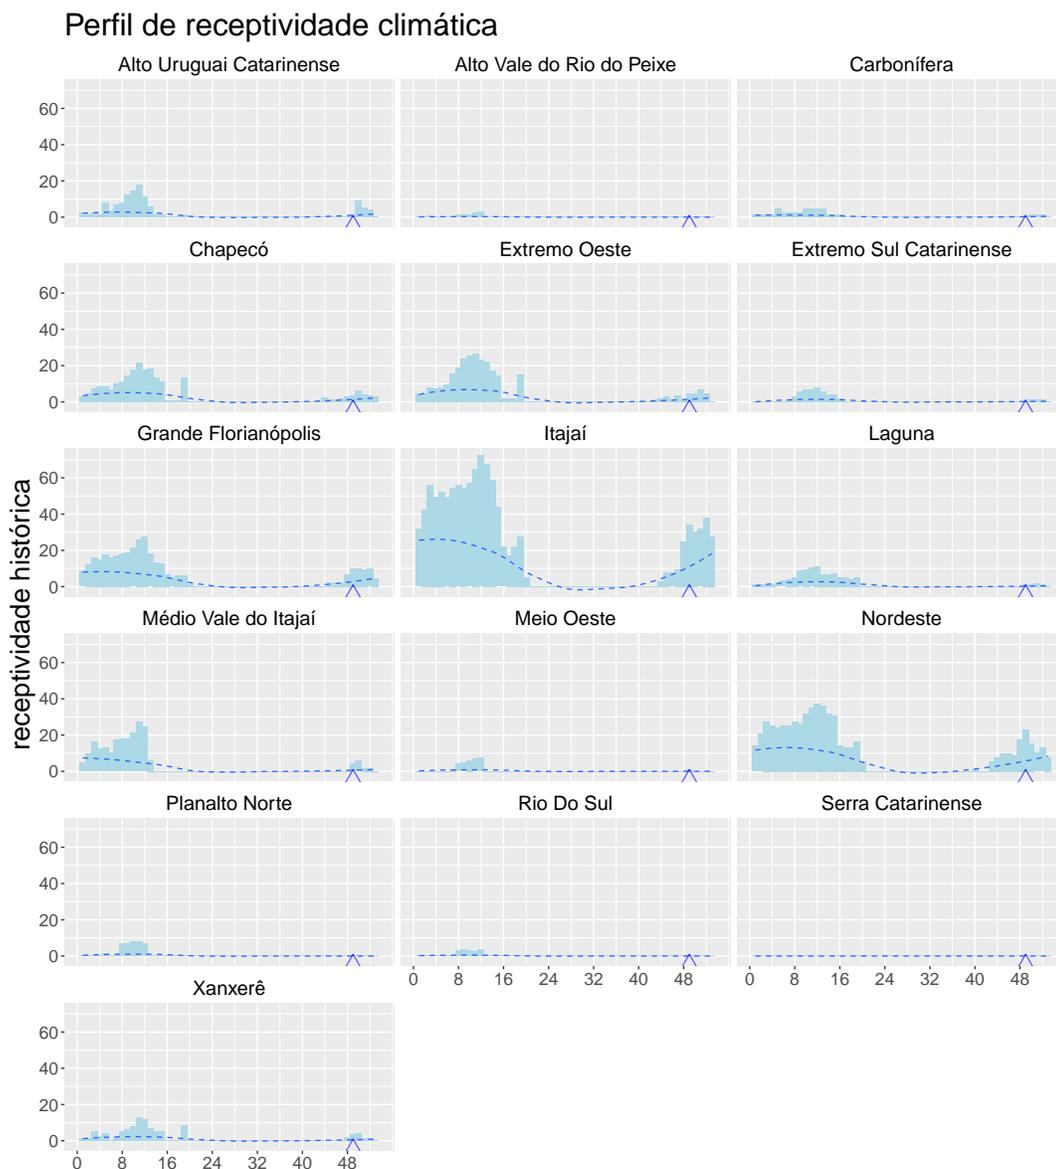 Perfil de receptividade climática
Alto Uruguai Catarinense
Alto Vale do Rio do Peixe
Carbonífera
60
40
20
0
Chapecó
Extremo Oeste
Extremo Sul Catarinense
60
40
20
0
Grande Florianópolis
Itajaí
Laguna
60
40
20
0
receptividade histórica
Médio Vale do Itajaí
Meio Oeste
Nordeste
60
40
20
0
Planalto Norte
Rio Do Sul
Serra Catarinense
60
40
20
0
0 8 16 24 32 40 48
0 8 16 24 32 40 48
Xanxerê
60
40
20
0
0 8 16 24 32 40 48